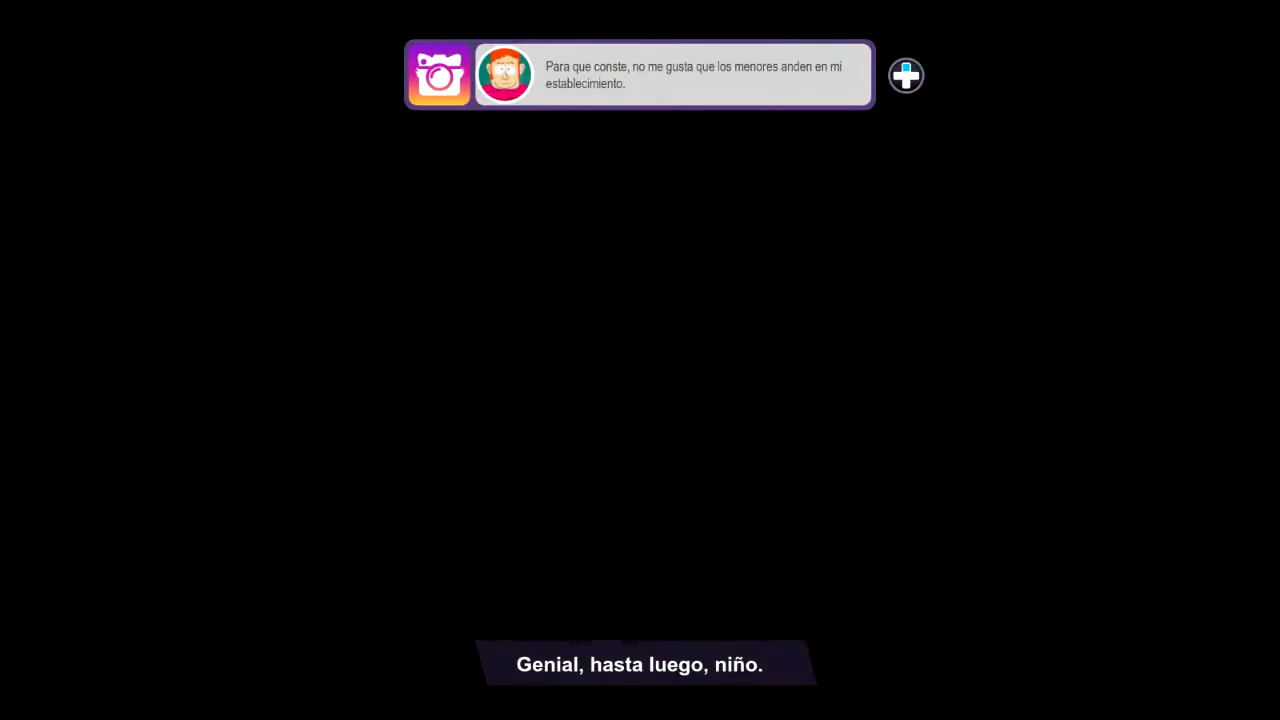 Para que conste, no me gusta que los menores anden en mi
establecimiento.
Genial, hasta luego, niño.